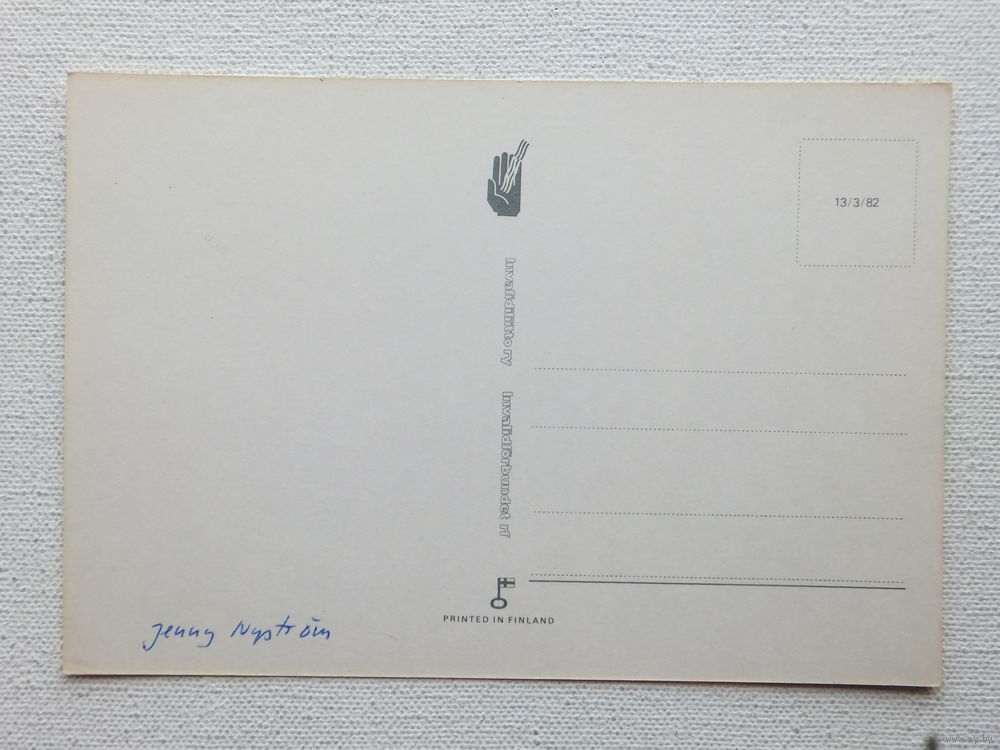 13/3/82
Invalidiliitto ry
Invalidförbundet rf
PRINTED IN FINLAND
Jenny Nyström
www.ay.by